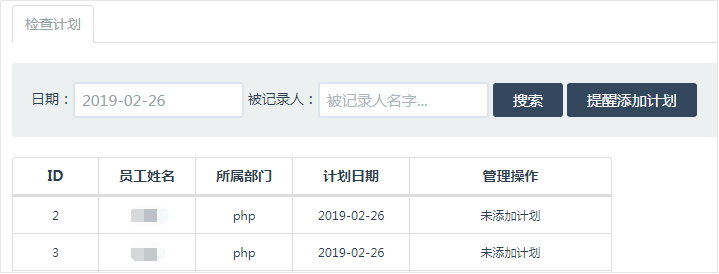 检查计划
日期： 2019-02-26 被记录人： 被记录人名字... 搜索 提醒添加计划
ID 员工姓名 所属部门 计划日期 管理操作
2 php 2019-02-26 未添加计划
3 php 2019-02-26 未添加计划